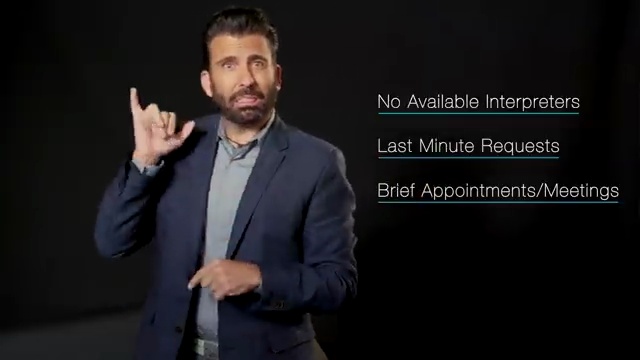 No Available Interpreters
Last Minute Requests
Brief Appointments/Meetings